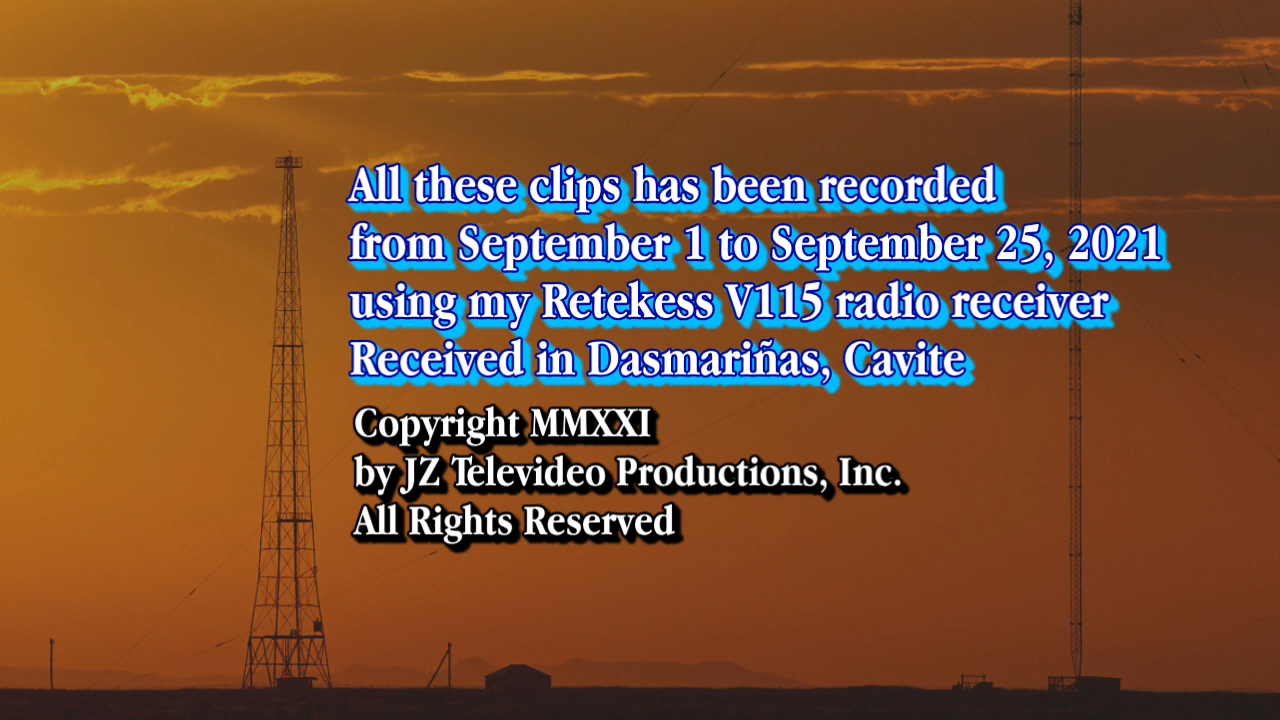 All these clips has been recorded
from September 1 to September 25, 2021
using my Retekess V115 radio receiver
Received in Dasmariñas, Cavite
Copyright MMXXI
by JZ Televideo Productions, Inc.
All Rights Reserved